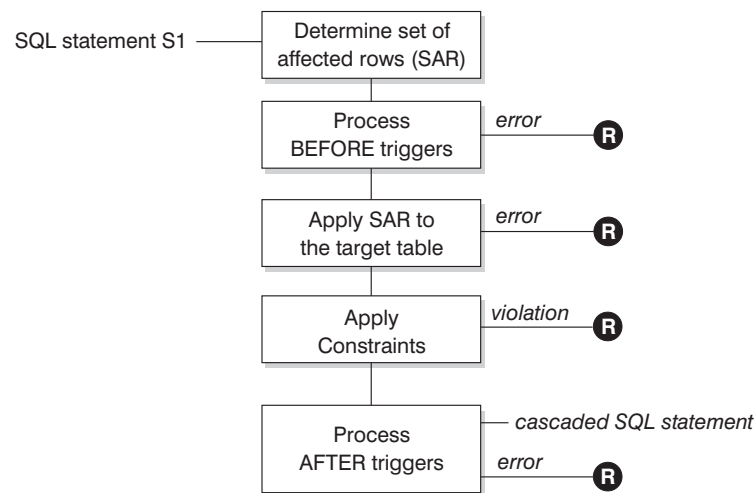 Determine set of
SQL statement S1
affected rows (SAR)
Process
error
BEFORE triggers
R
Apply SAR to
error
the target table
R
Apply
violation
Constraints
R
cascaded SQL statement
Process
AFTER triggers
error
R